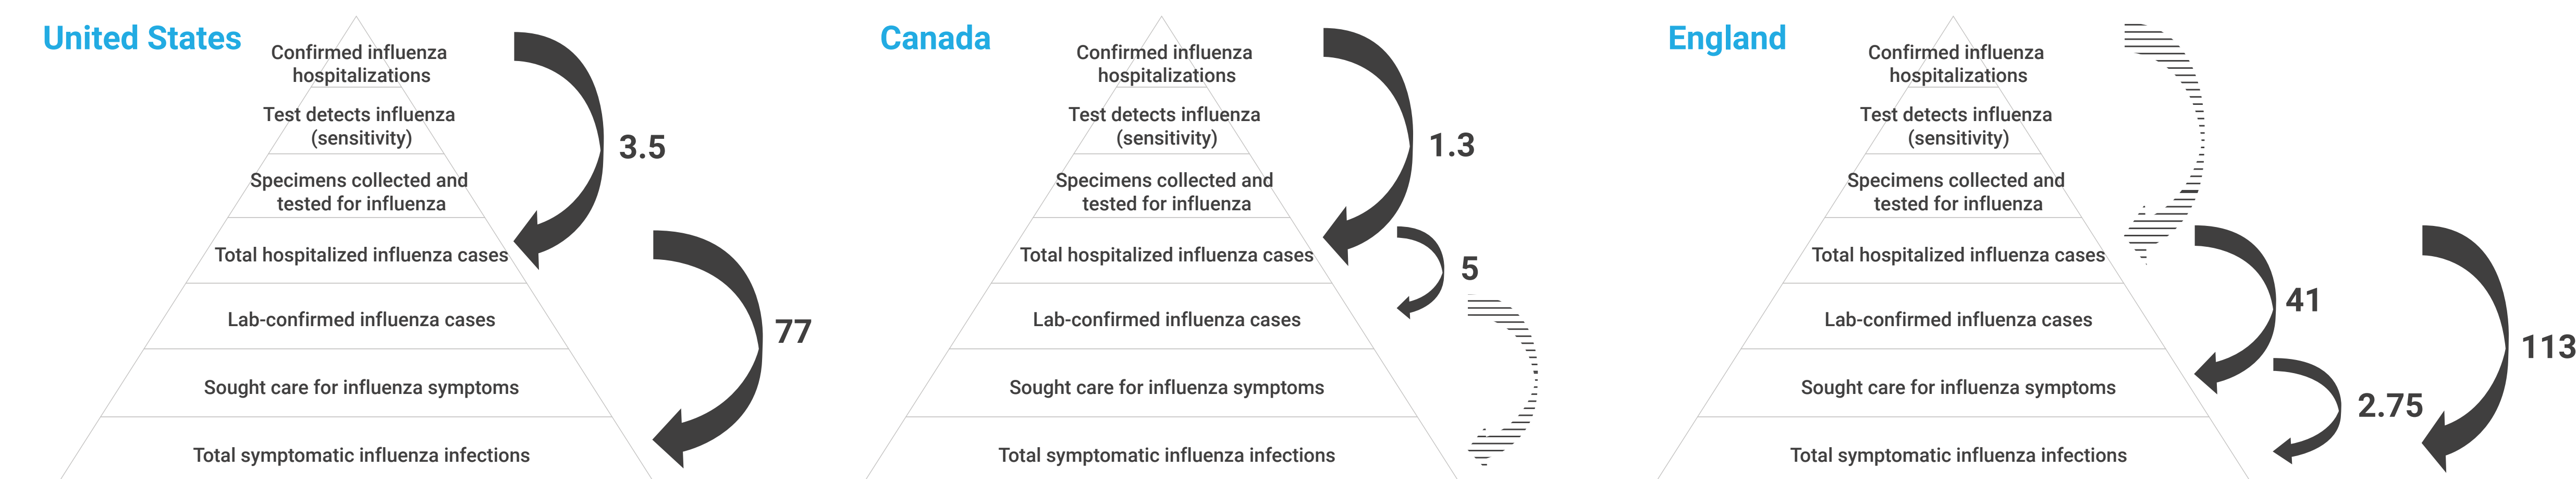 United States
Confirmed influenza
hospitalizations
Test detects influenza
(sensitivity)
Specimens collected and
tested for influenza
Total hospitalized influenza cases
Lab-confirmed influenza cases
Sought care for influenza symptoms
Total symptomatic influenza infections
3.5
77
Canada
Confirmed influenza
hospitalizations
Test detects influenza
(sensitivity)
Specimens collected and
tested for influenza
Total hospitalized influenza cases
Lab-confirmed influenza cases
Sought care for influenza symptoms
Total symptomatic influenza infections
1.3
5
England
Confirmed influenza
hospitalizations
Test detects influenza
(sensitivity)
Specimens collected and
tested for influenza
Total hospitalized influenza cases
Lab-confirmed influenza cases
Sought care for influenza symptoms
Total symptomatic influenza infections
41
2.75
113